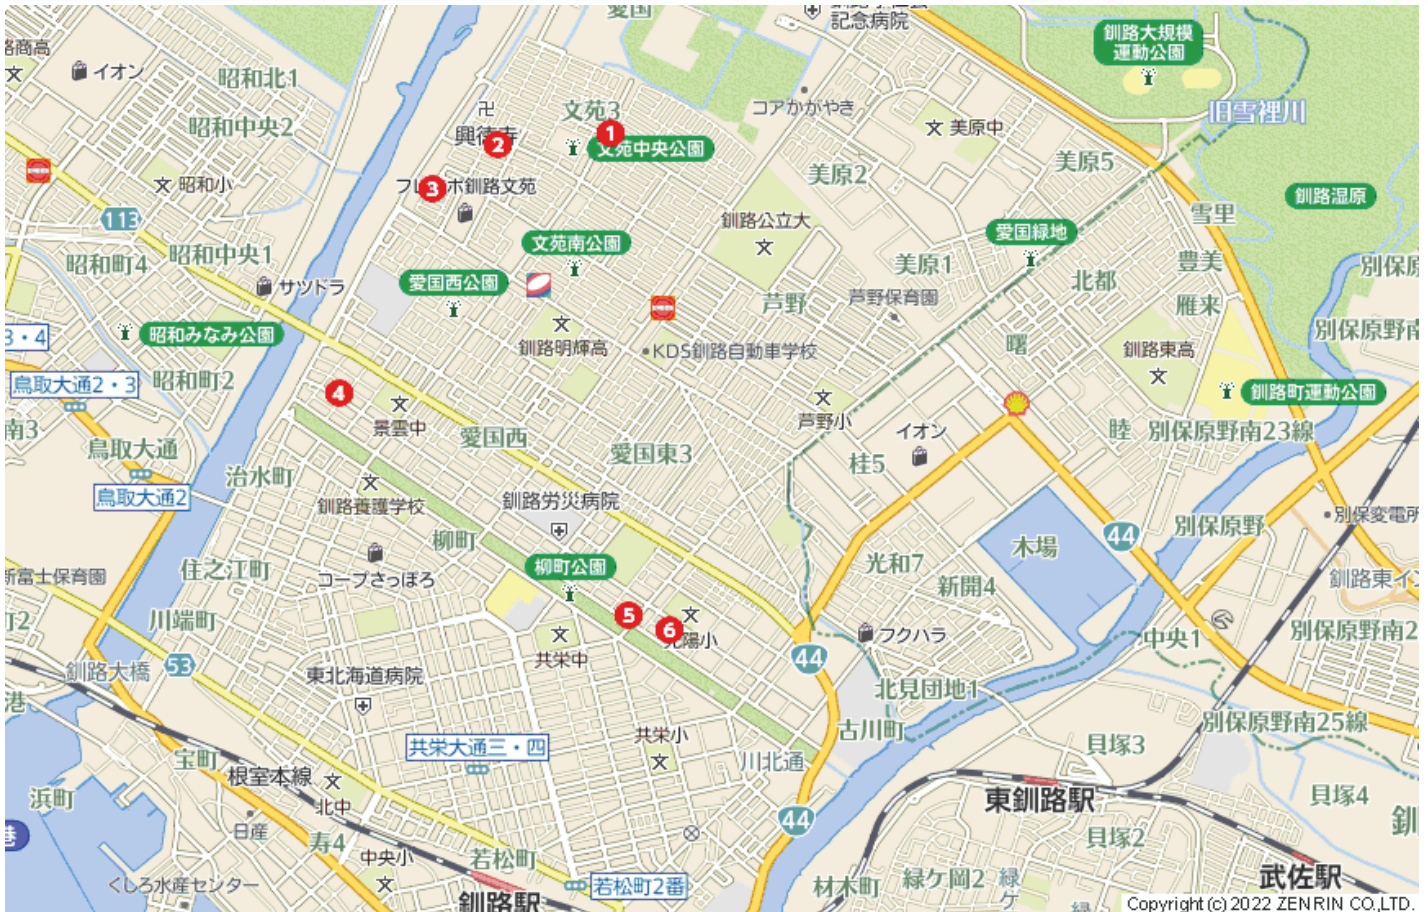 愛国
記念病院
釧路大規模
運動公園
路商高
イオン
昭和北1
昭和中央2
文苑3
コアかがやき
美原中
旧雪裡川
卍
興徳寺
1
2
文苑中央公園
美原5
昭和小
3
釧路文苑
美原2
釧路湿原
113
釧路公立大
雪里
昭和中央1
文苑南公園
愛国緑地
昭和町4
愛国西公園
美原1
豊美
北都
別保原
サツドラ
芦野
芦野保育園
雁来
3・4
昭和みなみ公園
釧路明輝高
KDS釧路自動車学校
曙
釧路東高
別保原野南
鳥取大通2・3
昭和町2
4
釧路町運動公園
南3
景雲中
芦野小
イオン
睦
別保原野南23線
鳥取大通
愛国西
愛国東3
桂5
治水町
鳥取大通2
釧路養護学校
釧路労災病院
別保変電所
柳町
44
別保原野
木場
新富士保育園
住之江町
コープさっぽろ
柳町公園
光和7
新開4
釧路東イン
町2
川端町
5
6
光陽小
フクハラ
中央1
別保原野南2
釧路大橋
53
東北海道病院
共栄中
44
北見団地1
港
古川町
別保原野南25線
宝町
共栄大通三・四
共栄小
川北通
貝塚3
根室本線
東釧路駅
浜町
北中
44
貝塚4
港
日産
寿4
貝塚2
釧
中央小
若松町
くしろ水産センター
釧路駅
若松町2番
材木町
緑ケ岡2
緑ケ
武佐駅
緑
Copyright (c) 2022 ZENRIN CO.,LTD.